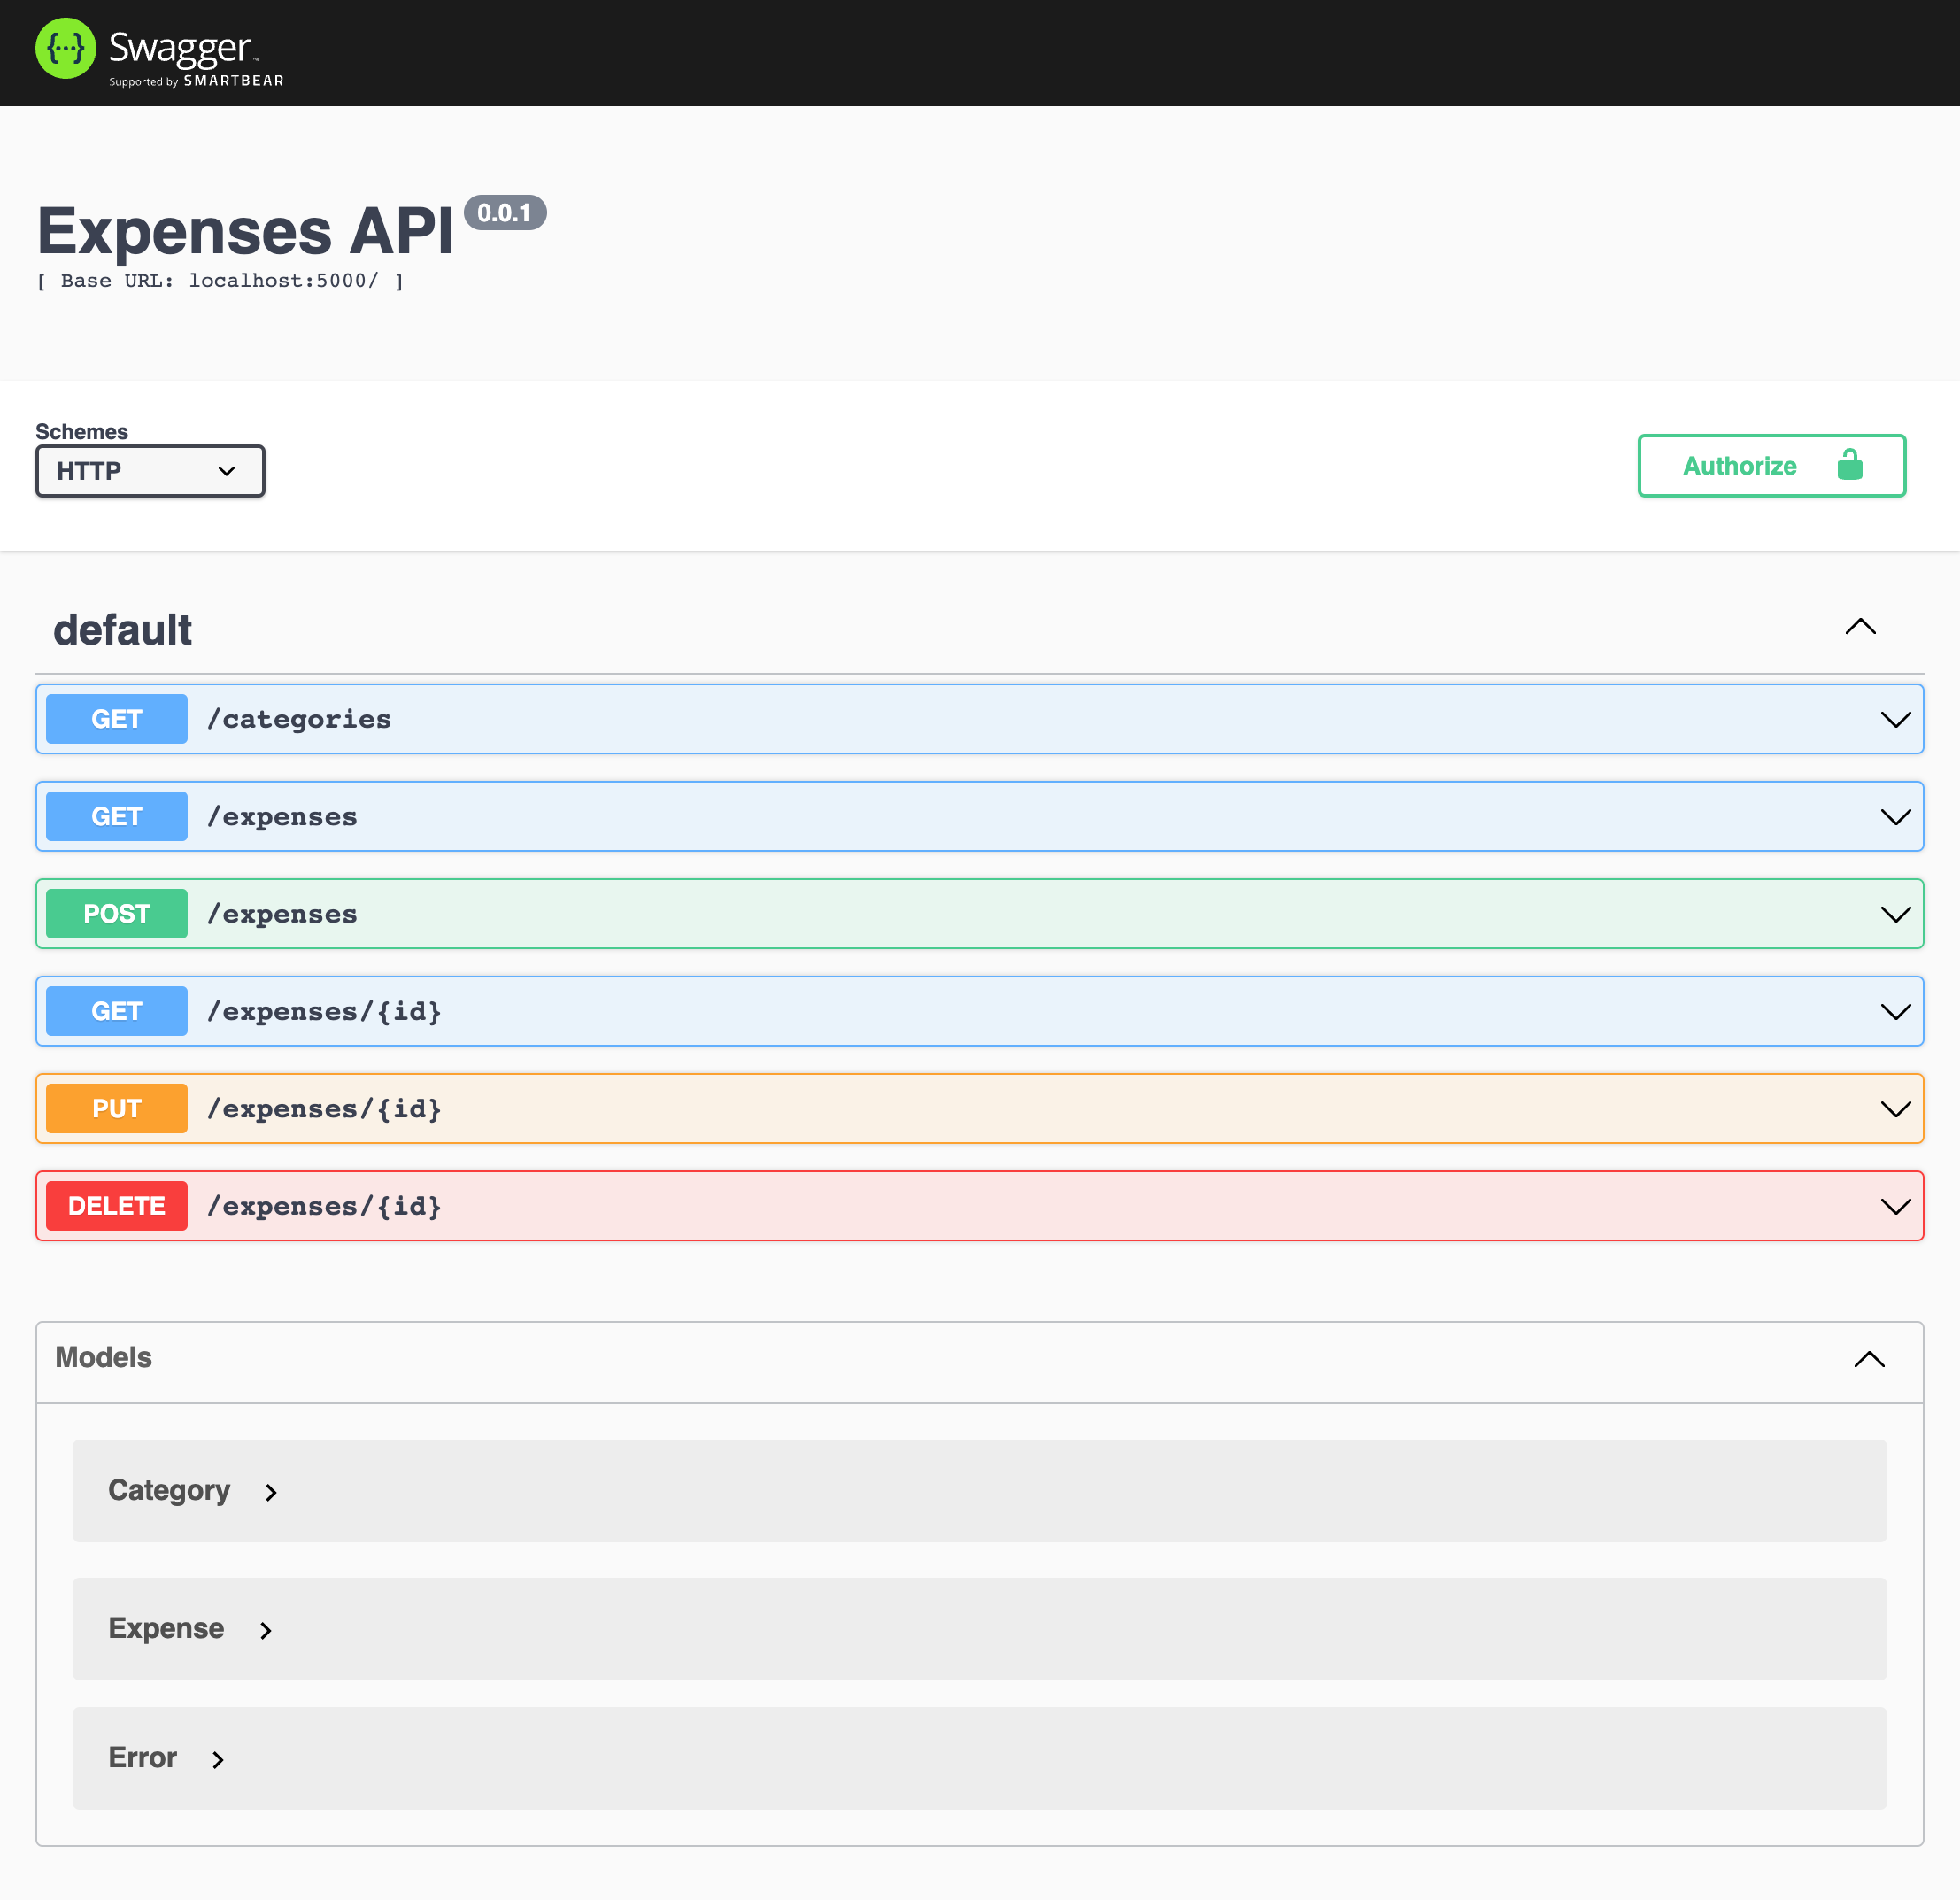 {···} Swagger™
Supported by SMARTBEAR
Expenses API 0.0.1
[ Base URL: localhost:5000/ ]
Schemes
HTTP
Authorize
default
GET /categories
GET /expenses
POST /expenses
GET /expenses/{id}
PUT /expenses/{id}
DELETE /expenses/{id}
Models
Category
Expense
Error